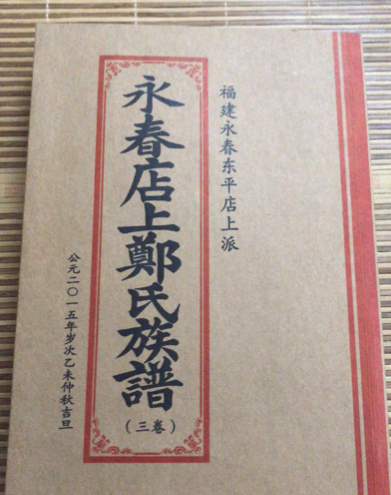 福建永春东平店上派
永春店上鄭氏族譜
（三卷）
公元二〇一五年岁次乙未仲秋吉旦